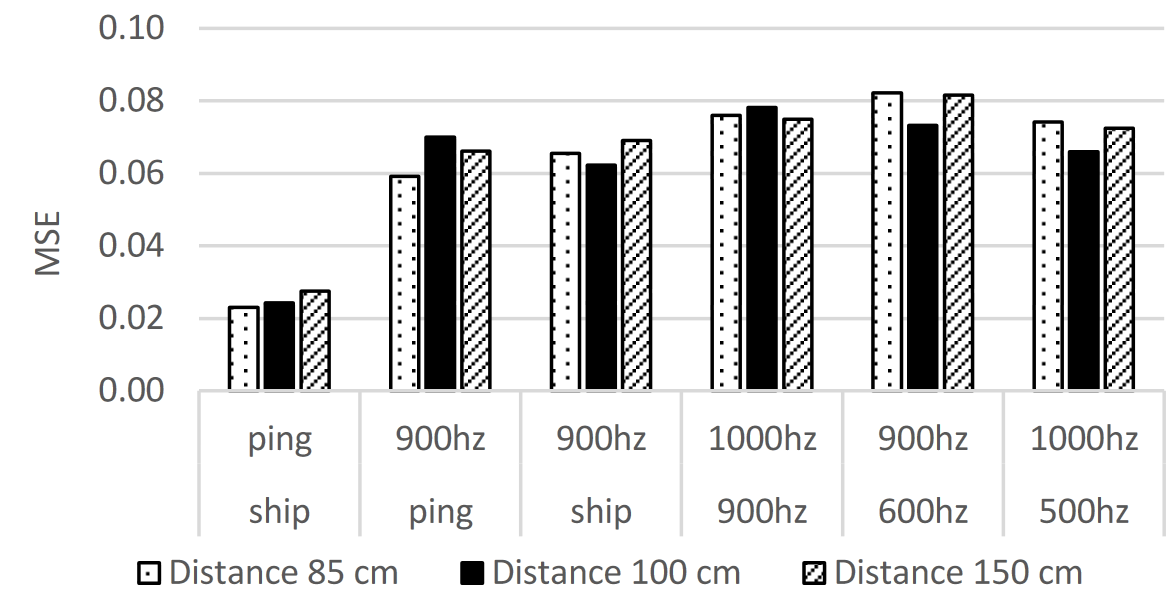 0.10
0.08
0.06
0.04
0.02
0.00
MSE
ping 900hz 900hz 1000hz 900hz 1000hz
ship ping ship 900hz 600hz 500hz
Distance 85 cm Distance 100 cm Distance 150 cm